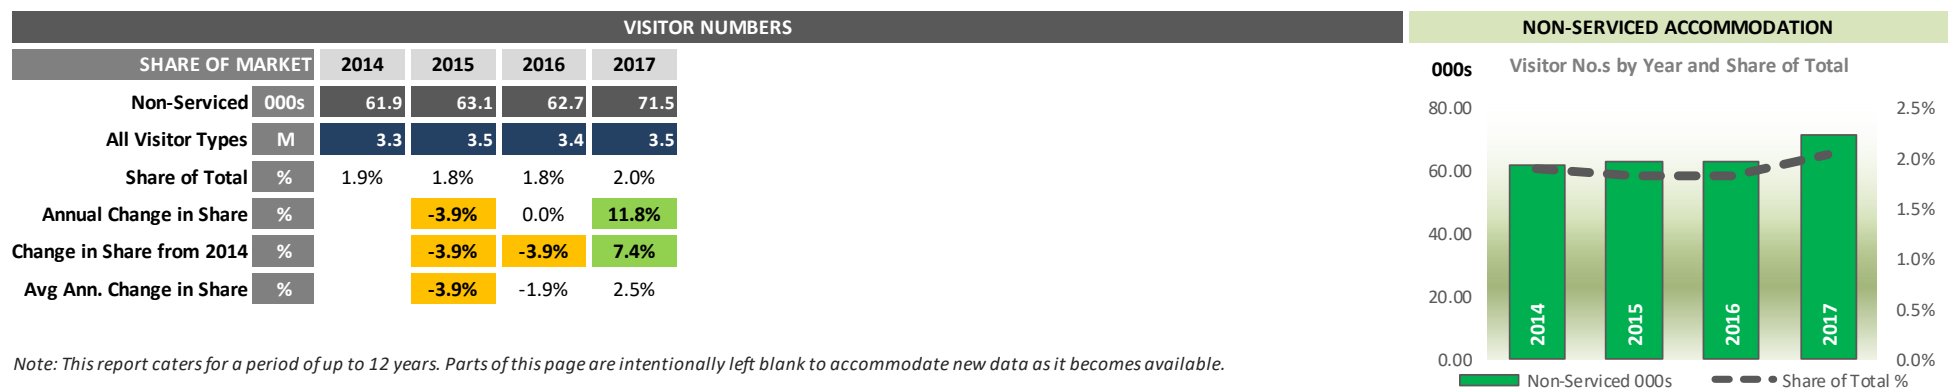 VISITOR NUMBERS
SHARE OF MARKET 2014 2015 2016 2017
Non-Serviced 000s 61.9 63.1 62.7 71.5
All Visitor Types M 3.3 3.5 3.4 3.5
Share of Total % 1.9% 1.8% 1.8% 2.0%
Annual Change in Share % -3.9% 0.0% 11.8%
Change in Share from 2014 % -3.9% -3.9% 7.4%
Avg Ann. Change in Share % -3.9% -1.9% 2.5%
Note: This report caters for a period of up to 12 years. Parts of this page are intentionally left blank to accommodate new data as it becomes available.
NON-SERVICED ACCOMMODATION
000s Visitor No.s by Year and Share of Total
80.00 2.5%
2.0%
60.00
1.5%
40.00
1.0%
20.00
0.5%
0.00 0.0%
2014 2015 2016 2017
Non-Serviced 000s Share of Total %